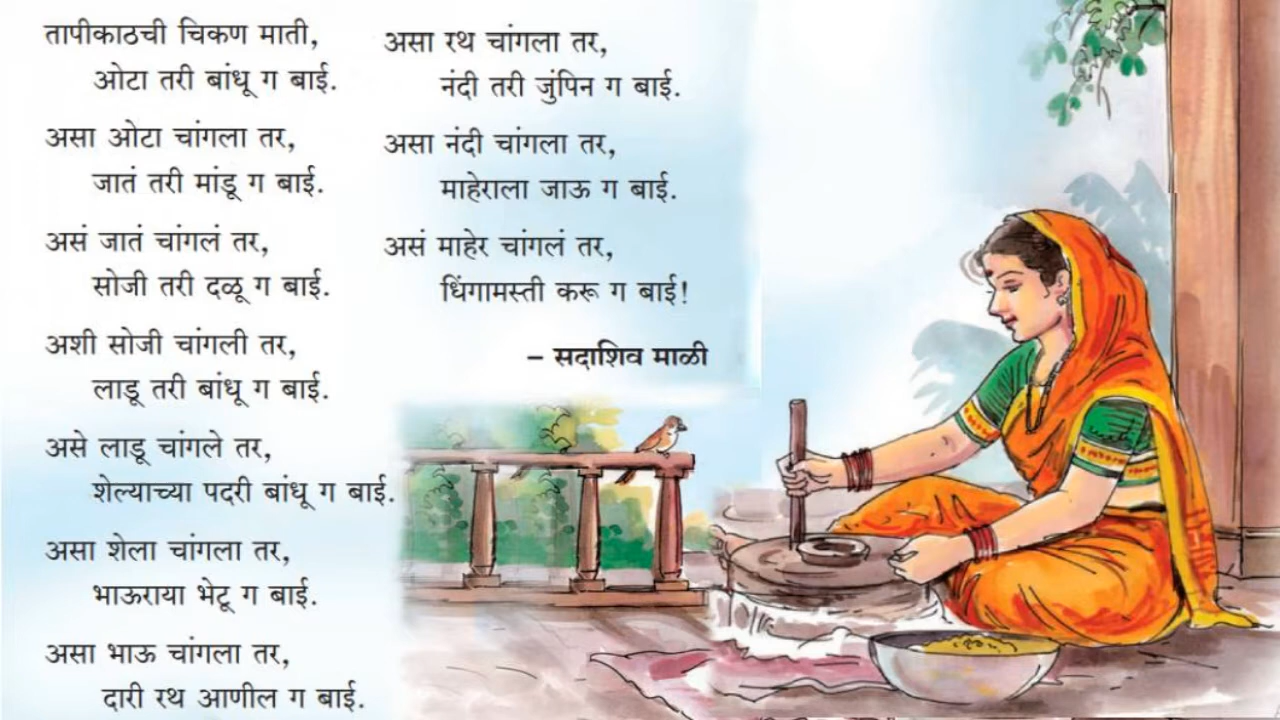 तापीकाठची चिकण माती,
ओटा तरी बांधू ग बाई.
असा ओटा चांगला तर,
जातं तरी मांडू ग बाई.
असं जातं चांगलं तर,
सोजी तरी दळू ग बाई.
अशी सोजी चांगली तर,
लाडू तरी बांधू ग बाई.
असे लाडू चांगले तर,
शेल्याच्या पदरी बांधू ग बाई.
असा शेला चांगला तर,
भाऊराया भेटू ग बाई.
असा भाऊ चांगला तर,
दारी रथ आणील ग बाई.
असा रथ चांगला तर,
नंदी तरी जुंपिन ग बाई.
असा नंदी चांगला तर,
माहेराला जाऊ ग बाई.
असं माहेर चांगलं तर,
धिंगामस्ती करू ग बाई!
– सदाशिव माळी